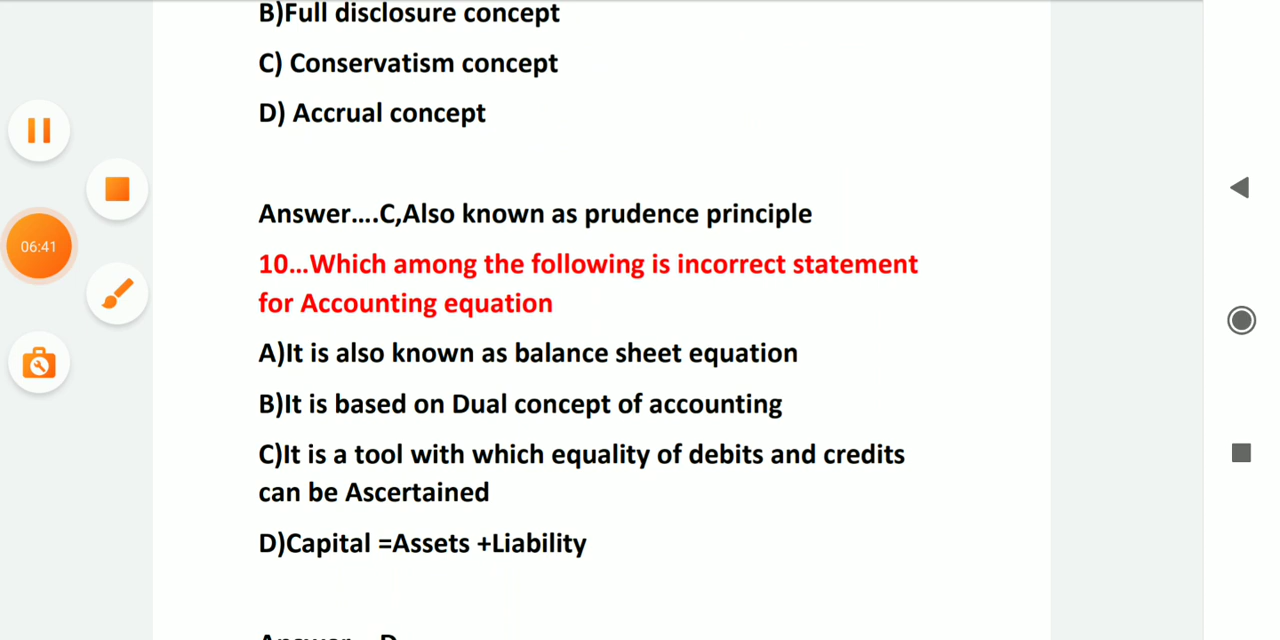 B)Full disclosure concept
C) Conservatism concept
D) Accrual concept
Answer....C,Also known as prudence principle
10...Which among the following is incorrect statement
for Accounting equation
A)It is also known as balance sheet equation
B)It is based on Dual concept of accounting
C)It is a tool with which equality of debits and credits
can be Ascertained
D)Capital =Assets +Liability
06:41